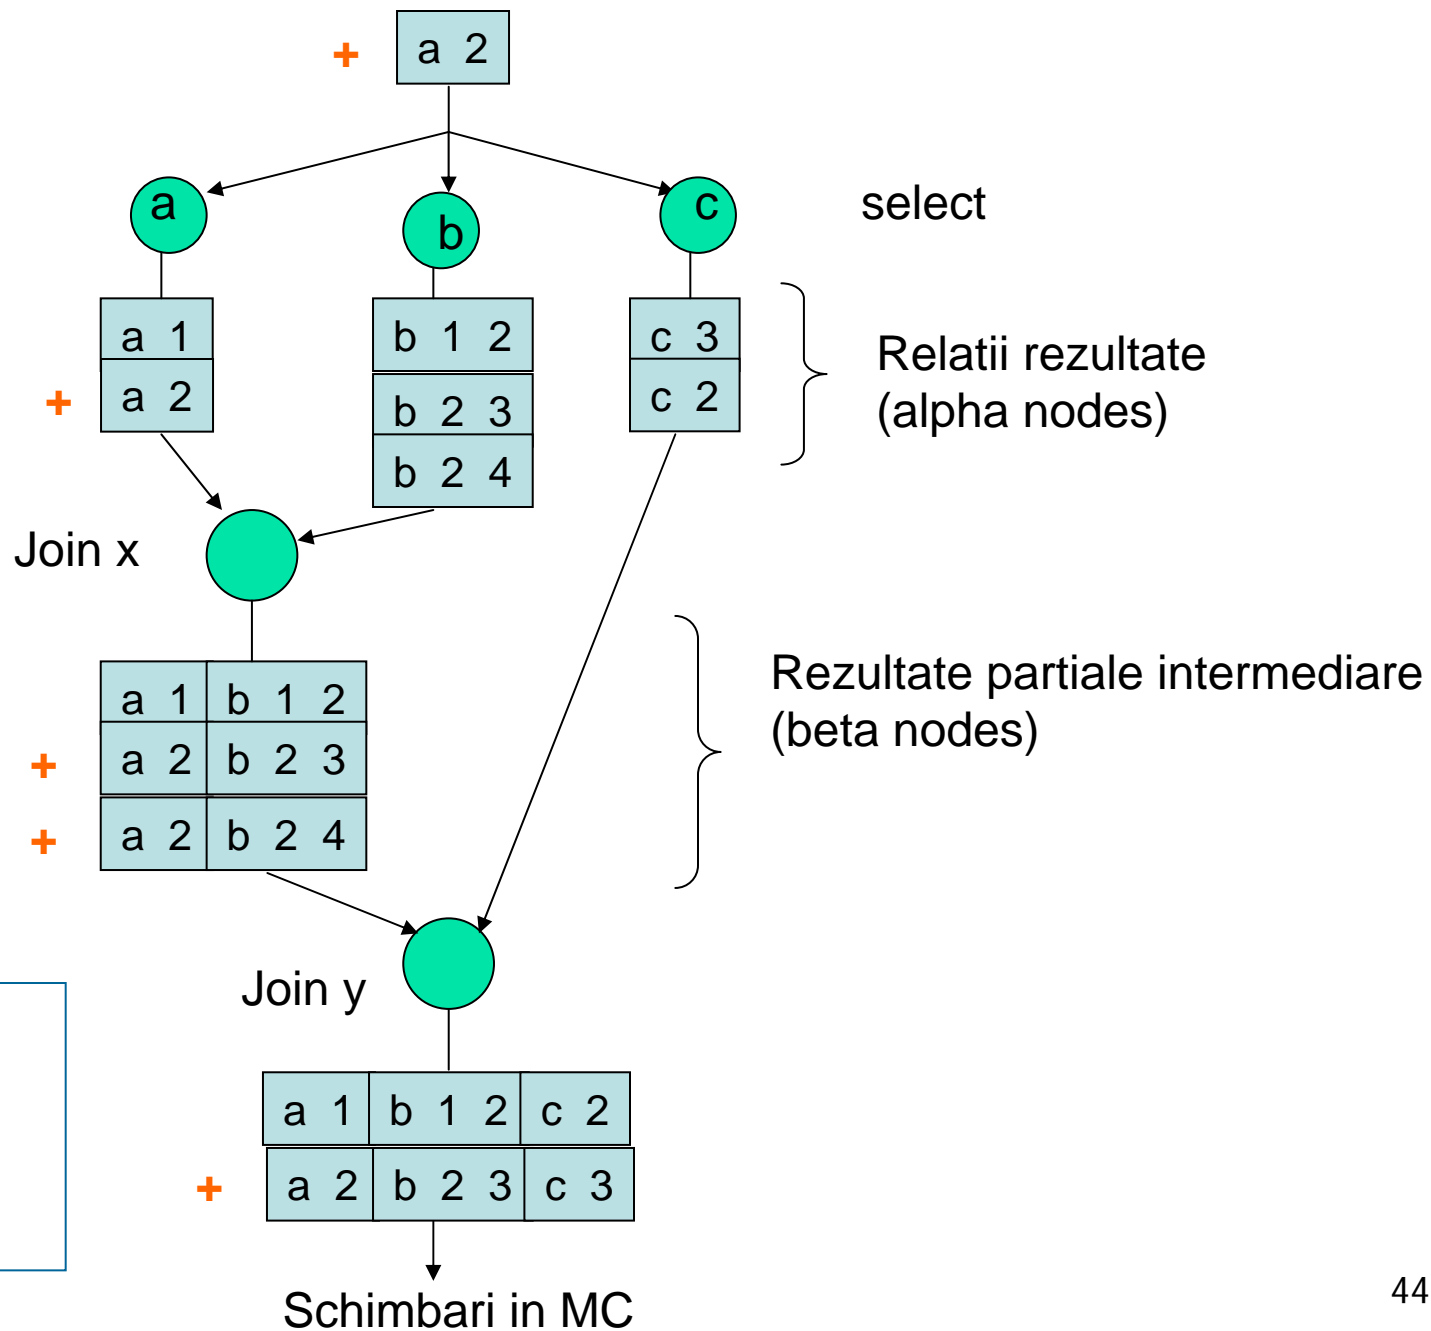 + a 2
a b c select
a 1 b 1 2 c 3
+ a 2 b 2 3 c 2
b 2 4
Relatii rezultate
(alpha nodes)
Join x
a 1 b 1 2
+ a 2 b 2 3
+ a 2 b 2 4
Rezultate partiale intermediare
(beta nodes)
Join y
a 1 b 1 2 c 2
+ a 2 b 2 3 c 3
Schimbari in MC
44